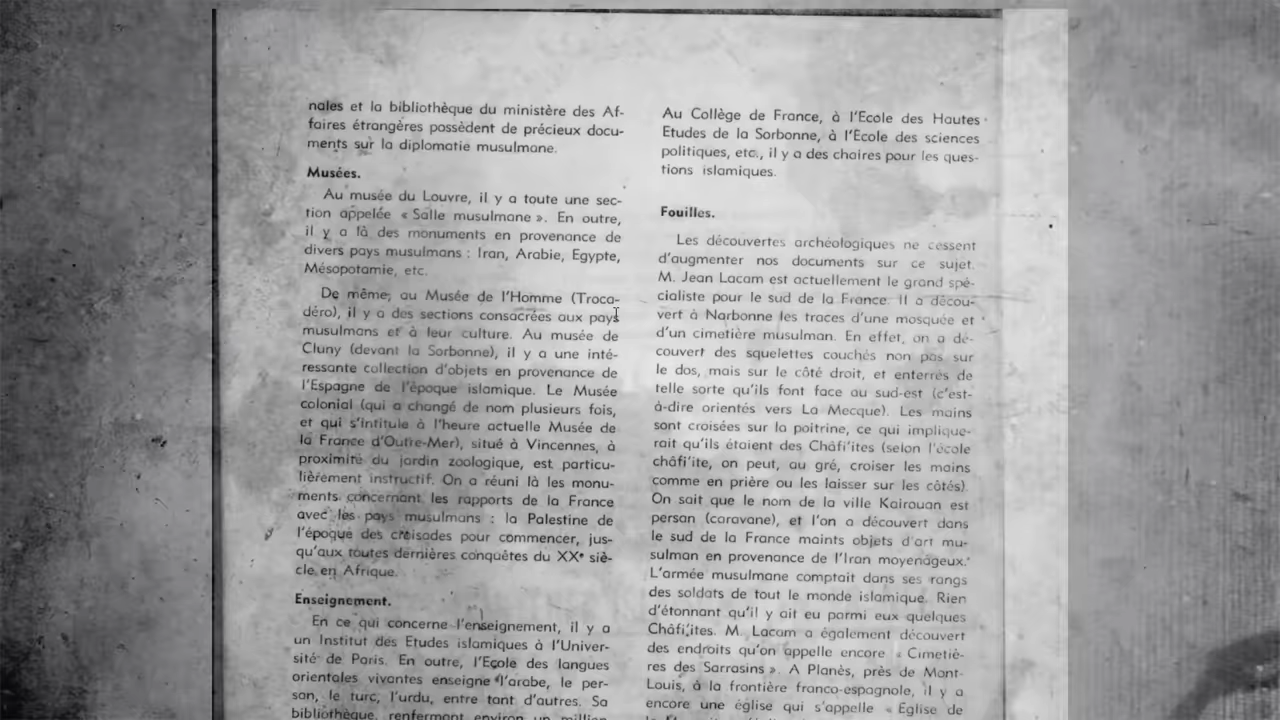 nales et la bibliothèque du ministère des Af-
faires étrangères possèdent de précieux docu-
ments sur la diplomatie musulmane.
Musées.
Au musée du Louvre, il y a toute une sec-
tion appelée « Salle musulmane ». En outre,
il y a là des monuments en provenance de
divers pays musulmans : Iran, Arabie, Egypte,
Mésopotamie, etc.
De même, au Musée de l'Homme (Troca-
déro), il y a des sections consacrées aux pays
musulmans et à leur culture. Au musée de
Cluny (devant la Sorbonne), il y a une inté-
ressante collection d'objets en provenance de
l'Espagne de l'époque islamique. Le Musée
colonial (qui a changé de nom plusieurs fois,
et qui s'intitule à l'heure actuelle Musée de
la France d'Outre-Mer), situé à Vincennes, à
proximité du jardin zoologique, est particu-
lièrement instructif. On a réuni là les monu-
ments concernant les rapports de la France
avec les pays musulmans : la Palestine de
l'époque des croisades pour commencer, jus-
qu'aux toutes dernières conquêtes du XXe siè-
cle en Afrique.
Enseignement.
En ce qui concerne l'enseignement, il y a
un Institut des Etudes islamiques à l'Univer-
sité de Paris. En outre, l'Ecole des langues
orientales vivantes enseigne l'arabe, le per-
san, le turc, l'urdu, entre tant d'autres. Sa
bibliothèque, renfermant environ un million
Au Collège de France, à l'Ecole des Hautes
Etudes de la Sorbonne, à l'Ecole des sciences
politiques, etc., il y a des chaires pour les ques-
tions islamiques.
Fouilles.
Les découvertes archéologiques ne cessent
d'augmenter nos documents sur ce sujet.
M. Jean Lacam est actuellement le grand spé-
cialiste pour le sud de la France. Il a décou-
vert à Narbonne les traces d'une mosquée et
d'un cimetière musulman. En effet, on a dé-
couvert des squelettes couchés non pas sur
le dos, mais sur le côté droit, et enterrés de
telle sorte qu'ils font face au sud-est (c'est-
à-dire orientés vers La Mecque). Les mains
sont croisées sur la poitrine, ce qui implique-
rait qu'ils étaient des Châfi'ites (selon l'école
châfi'ite, on peut, au gré, croiser les mains
comme en prière ou les laisser sur les côtés).
On sait que le nom de la ville Kairouan est
persan (caravane), et l'on a découvert dans
le sud de la France maints objets d'art mu-
sulman en provenance de l'Iran moyenâgeux.
L'armée musulmane comptait dans ses rangs
des soldats de tout le monde islamique. Rien
d'étonnant qu'il y ait eu parmi eux quelques
Châfi'ites. M. Lacam a également découvert
des endroits qu'on appelle encore « Cimetiè-
res des Sarrasins ». A Planès, près de Mont-
Louis, à la frontière franco-espagnole, il y a
encore une église qui s'appelle « Eglise de